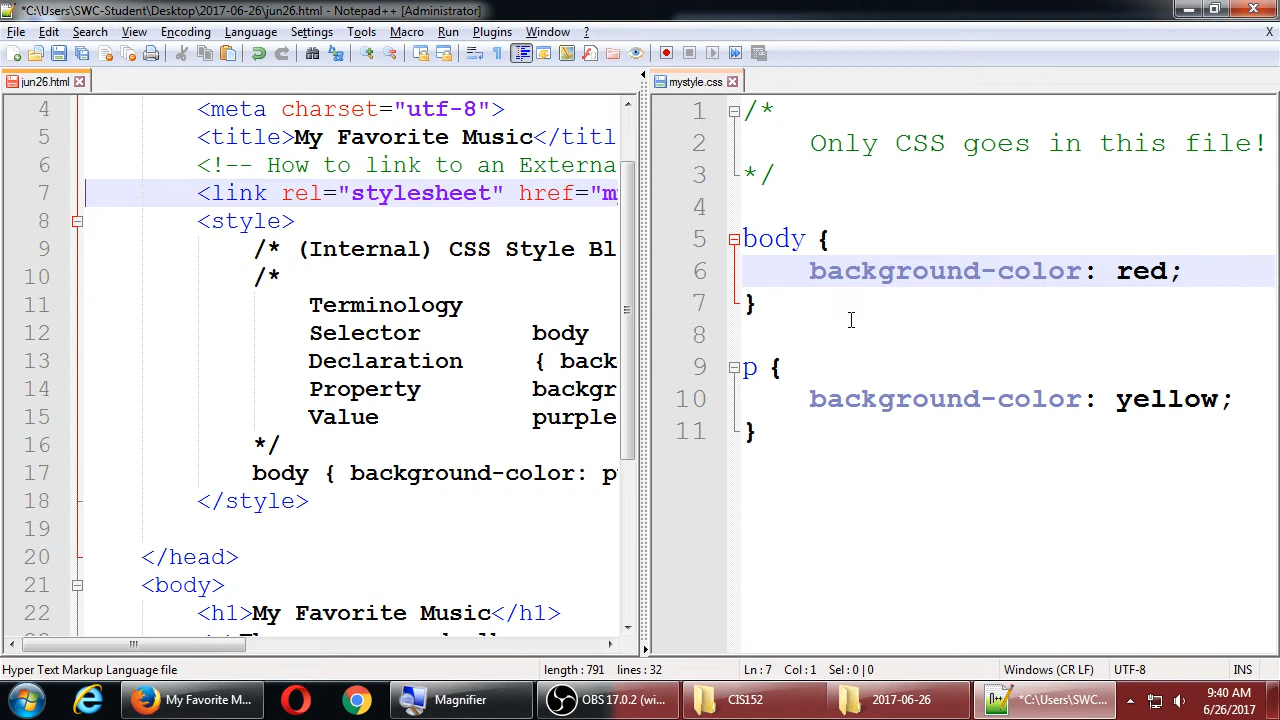 *C:\Users\SWC-Student\Desktop\2017-06-26\jun26.html - Notepad++ [Administrator]
File Edit Search View Encoding Language Settings Tools Macro Run Plugins Window ? X
jun26.html
mystyle.css
4 <meta charset="utf-8">
5 <title>My Favorite Music</titl
6 <!-- How to link to an Externa
7 <link rel="stylesheet" href="m
8 <style>
9 /* (Internal) CSS Style Bl
10 /*
11 Terminology
12 Selector body
13 Declaration { back
14 Property backgr
15 Value purple
16 */
17 body { background-color: p
18 </style>
19
20 </head>
21 <body>
22 <h1>My Favorite Music</h1>
1 /*
2 Only CSS goes in this file!
3 */
4
5 body {
6 background-color: red;
7 }
8
9 p {
10 background-color: yellow;
11 }
Hyper Text Markup Language file length : 791 lines : 32 Ln : 7 Col : 1 Sel : 0 | 0 Windows (CR LF) UTF-8 INS
My Favorite M... Magnifier OBS 17.0.2 (wi... CIS152 2017-06-26 *C:\Users\SWC... 9:40 AM
6/26/2017